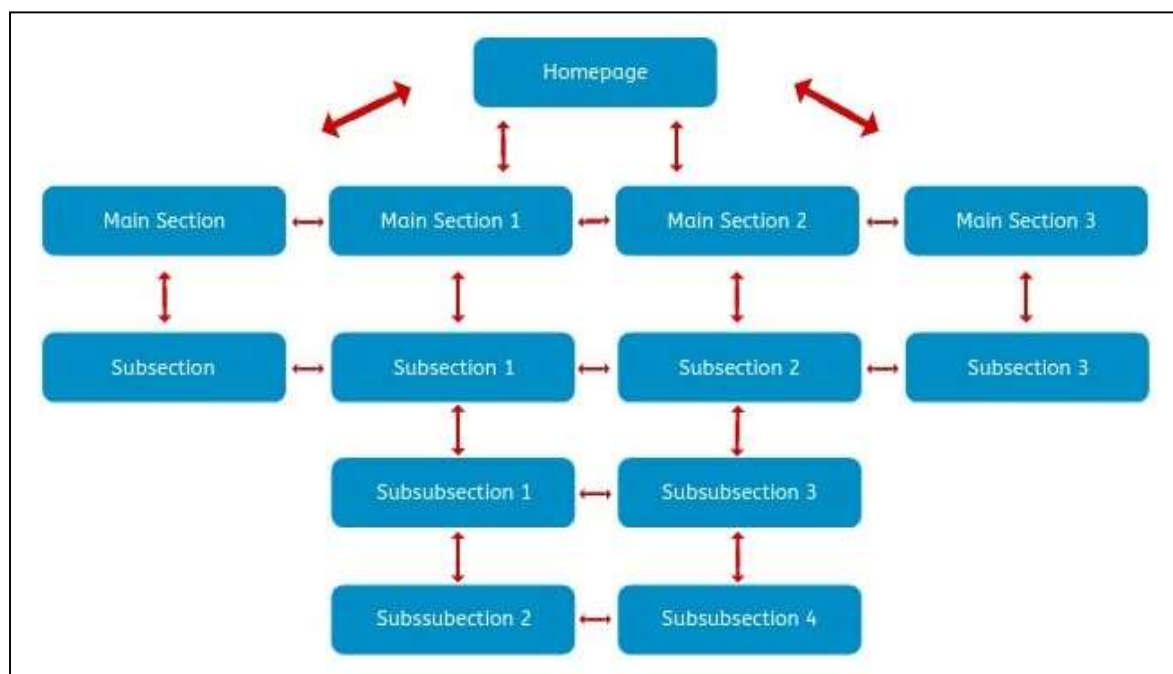 Homepage
Main Section
Main Section 1
Main Section 2
Main Section 3
Subsection
Subsection 1
Subsection 2
Subsection 3
Subsubsection 1
Subsubsection 3
Subssubection 2
Subsubsection 4